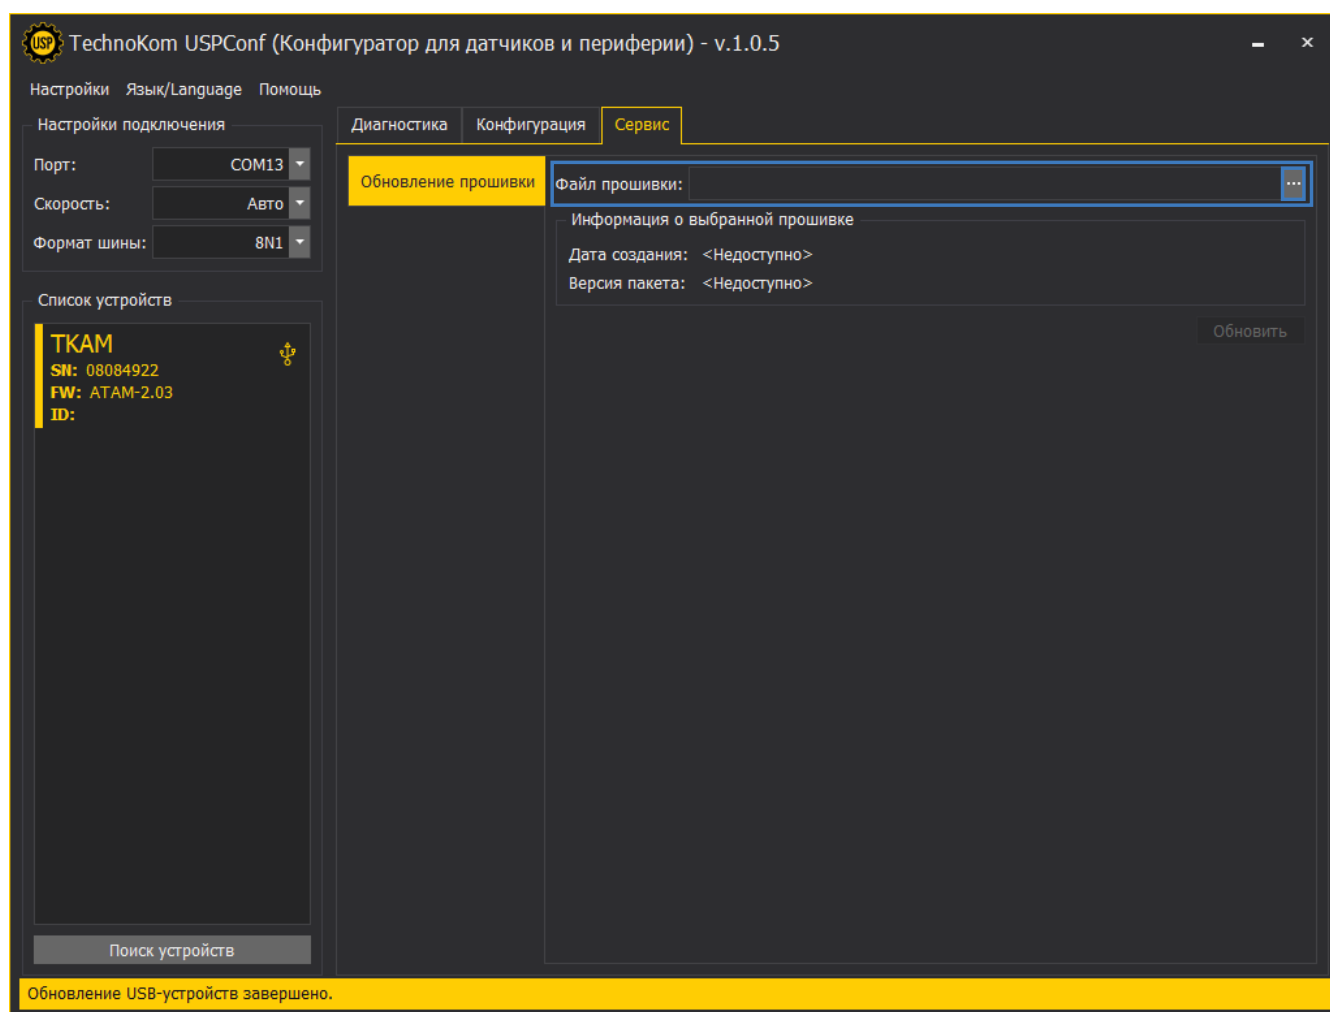 USP TechnoKom USPConf (Конфигуратор для датчиков и периферии) - v.1.0.5
Настройки Язык/Language Помощь
Настройки подключения
Порт: COM13
Скорость: Авто
Формат шины: 8N1
Список устройств
TKAM
SN: 08084922
FW: ATAM-2.03
ID:
Поиск устройств
Диагностика Конфигурация Сервис
Обновление прошивки
Файл прошивки: ...
Информация о выбранной прошивке
Дата создания: <Недоступно>
Версия пакета: <Недоступно>
Обновить
Обновление USB-устройств завершено.